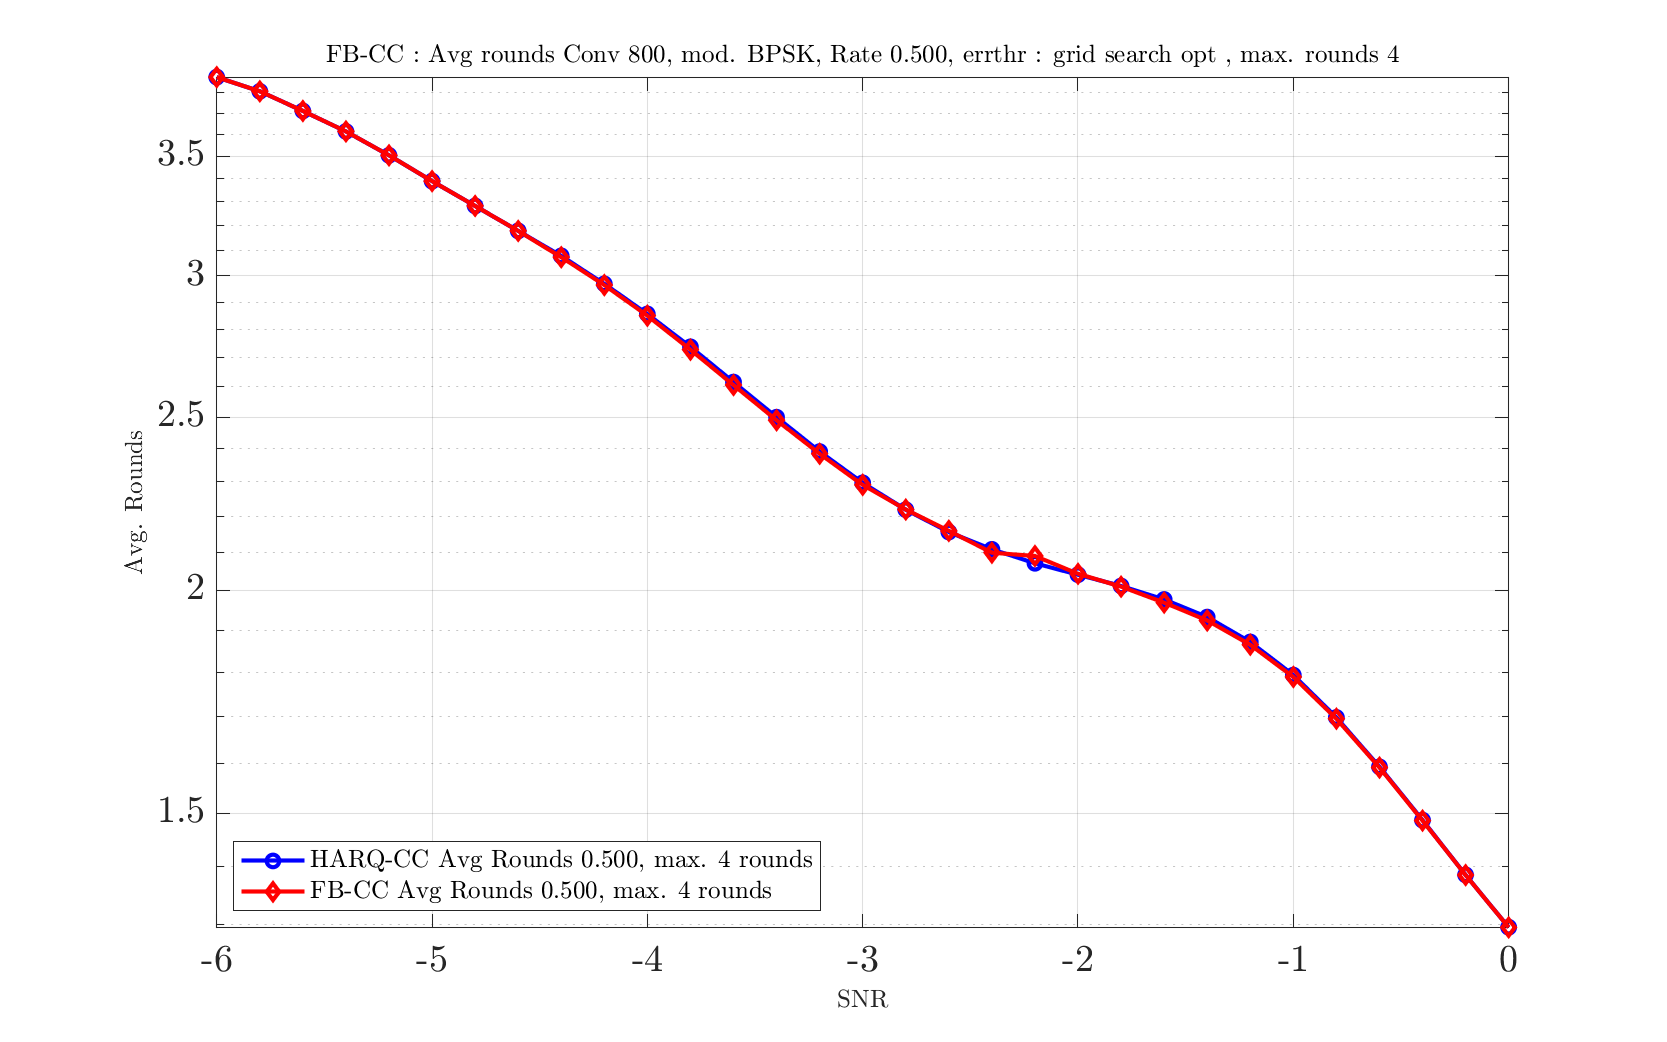 FB-CC : Avg rounds Conv 800, mod. BPSK, Rate 0.500, errthr : grid search opt , max. rounds 4
3.5
3
2.5
2
1.5
Avg. Rounds
HARQ-CC Avg Rounds 0.500, max. 4 rounds
FB-CC Avg Rounds 0.500, max. 4 rounds
-6 -5 -4 -3 -2 -1 0
SNR